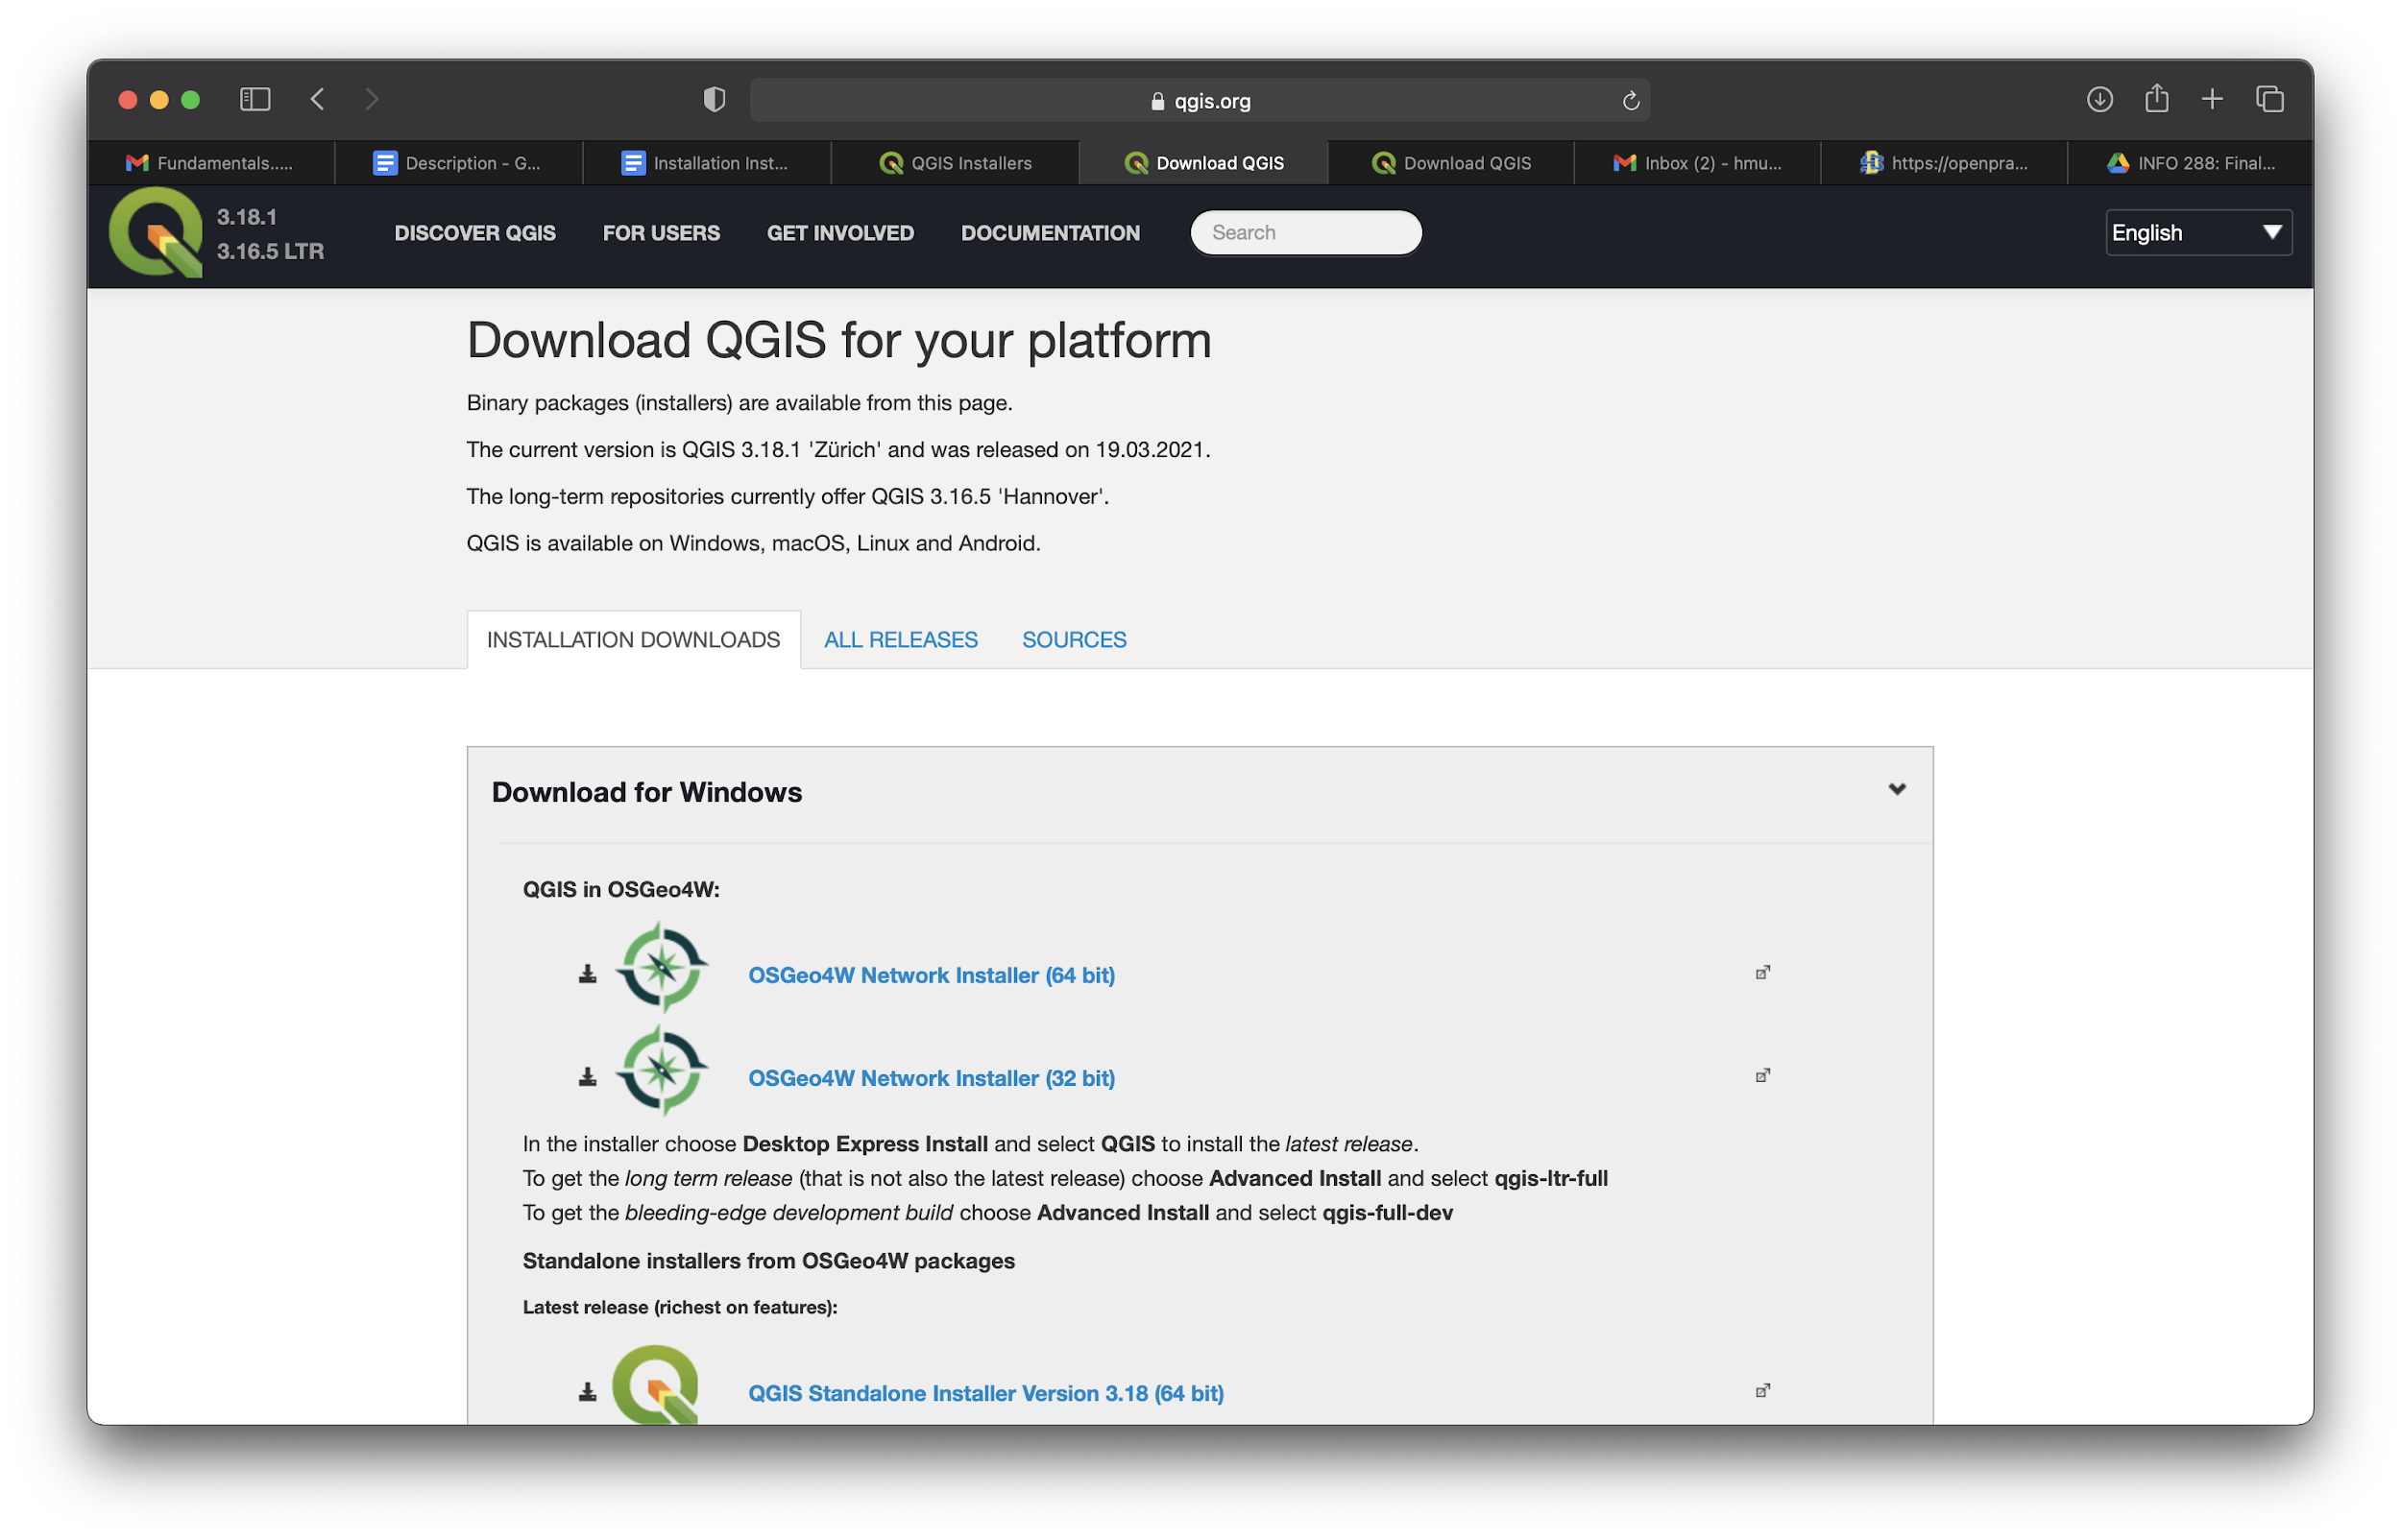 qgis.org
Fundamentals.....
Description - G...
Installation Inst...
QGIS Installers
Download QGIS
Download QGIS
Inbox (2) - hmu...
https://openpra...
INFO 288: Final...
3.18.1
3.16.5 LTR
DISCOVER QGIS
FOR USERS
GET INVOLVED
DOCUMENTATION
Search
English
Download QGIS for your platform
Binary packages (installers) are available from this page.
The current version is QGIS 3.18.1 'Zürich' and was released on 19.03.2021.
The long-term repositories currently offer QGIS 3.16.5 'Hannover'.
QGIS is available on Windows, macOS, Linux and Android.
INSTALLATION DOWNLOADS
ALL RELEASES
SOURCES
Download for Windows
QGIS in OSGeo4W:
OSGeo4W Network Installer (64 bit)
OSGeo4W Network Installer (32 bit)
In the installer choose Desktop Express Install and select QGIS to install the latest release.
To get the long term release (that is not also the latest release) choose Advanced Install and select qgis-ltr-full
To get the bleeding-edge development build choose Advanced Install and select qgis-full-dev
Standalone installers from OSGeo4W packages
Latest release (richest on features):
QGIS Standalone Installer Version 3.18 (64 bit)